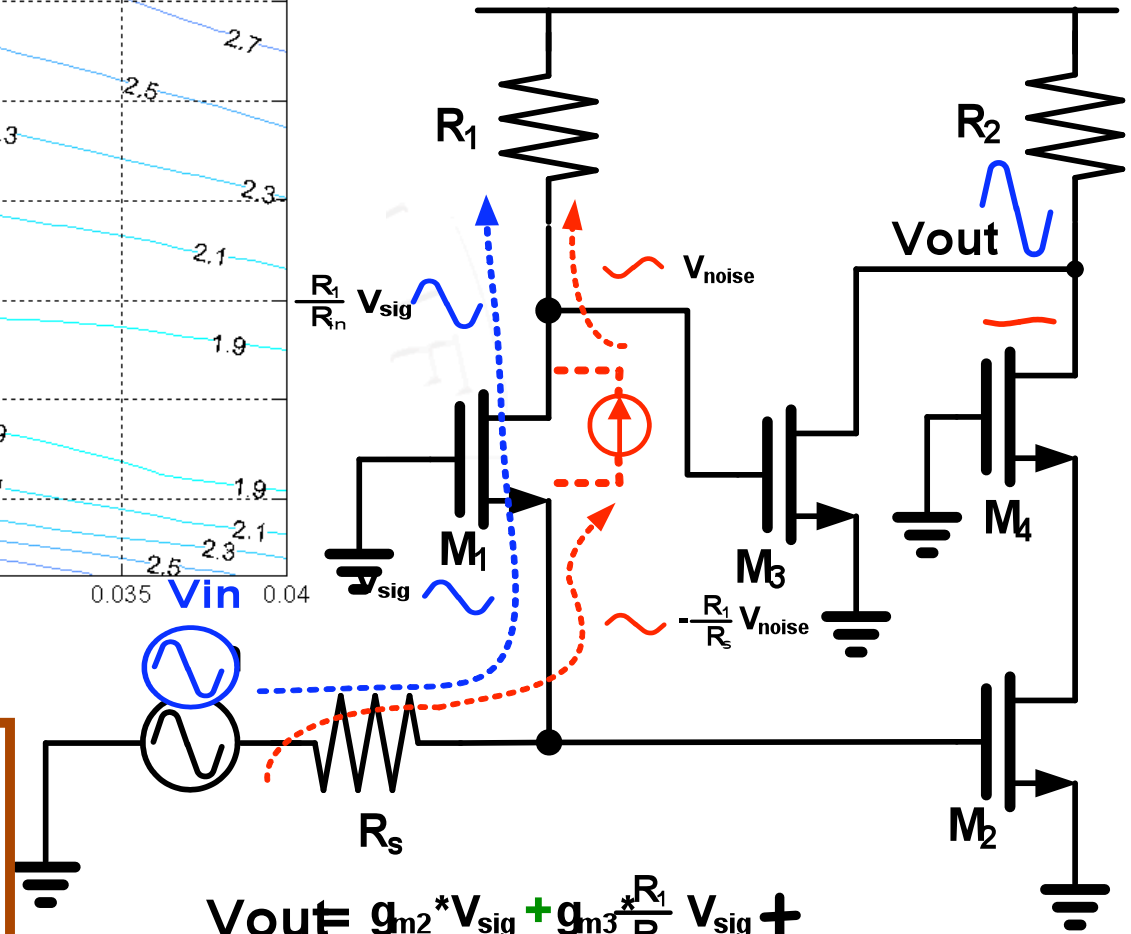 2.7
2.5
.3
2.3
2.1
1.9
1.9
2.1
2.3
2.5
0.035
0.04
R1
R2
Vout
Vnoise
R1
Rin
Vsig
M1
M3
M4
Vsig
Vin
-R1
Rs
Vnoise
Rs
M2
Vout= gm2*Vsig + gm3*R1 Vsig +